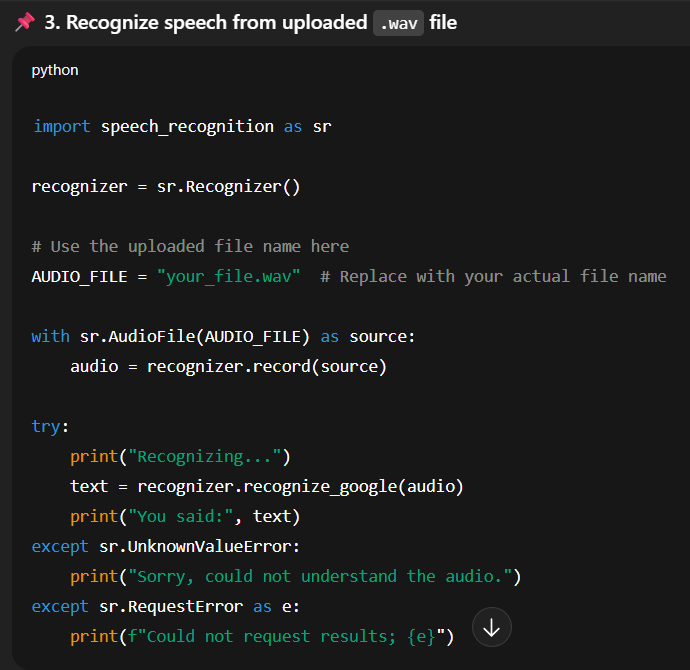 📌 3. Recognize speech from uploaded .wav file
python
import speech_recognition as sr
recognizer = sr.Recognizer()
# Use the uploaded file name here
AUDIO_FILE = "your_file.wav"  # Replace with your actual file name
with sr.AudioFile(AUDIO_FILE) as source:
    audio = recognizer.record(source)
try:
    print("Recognizing...")
    text = recognizer.recognize_google(audio)
    print("You said:", text)
except sr.UnknownValueError:
    print("Sorry, could not understand the audio.")
except sr.RequestError as e:
    print(f"Could not request results; {e}")